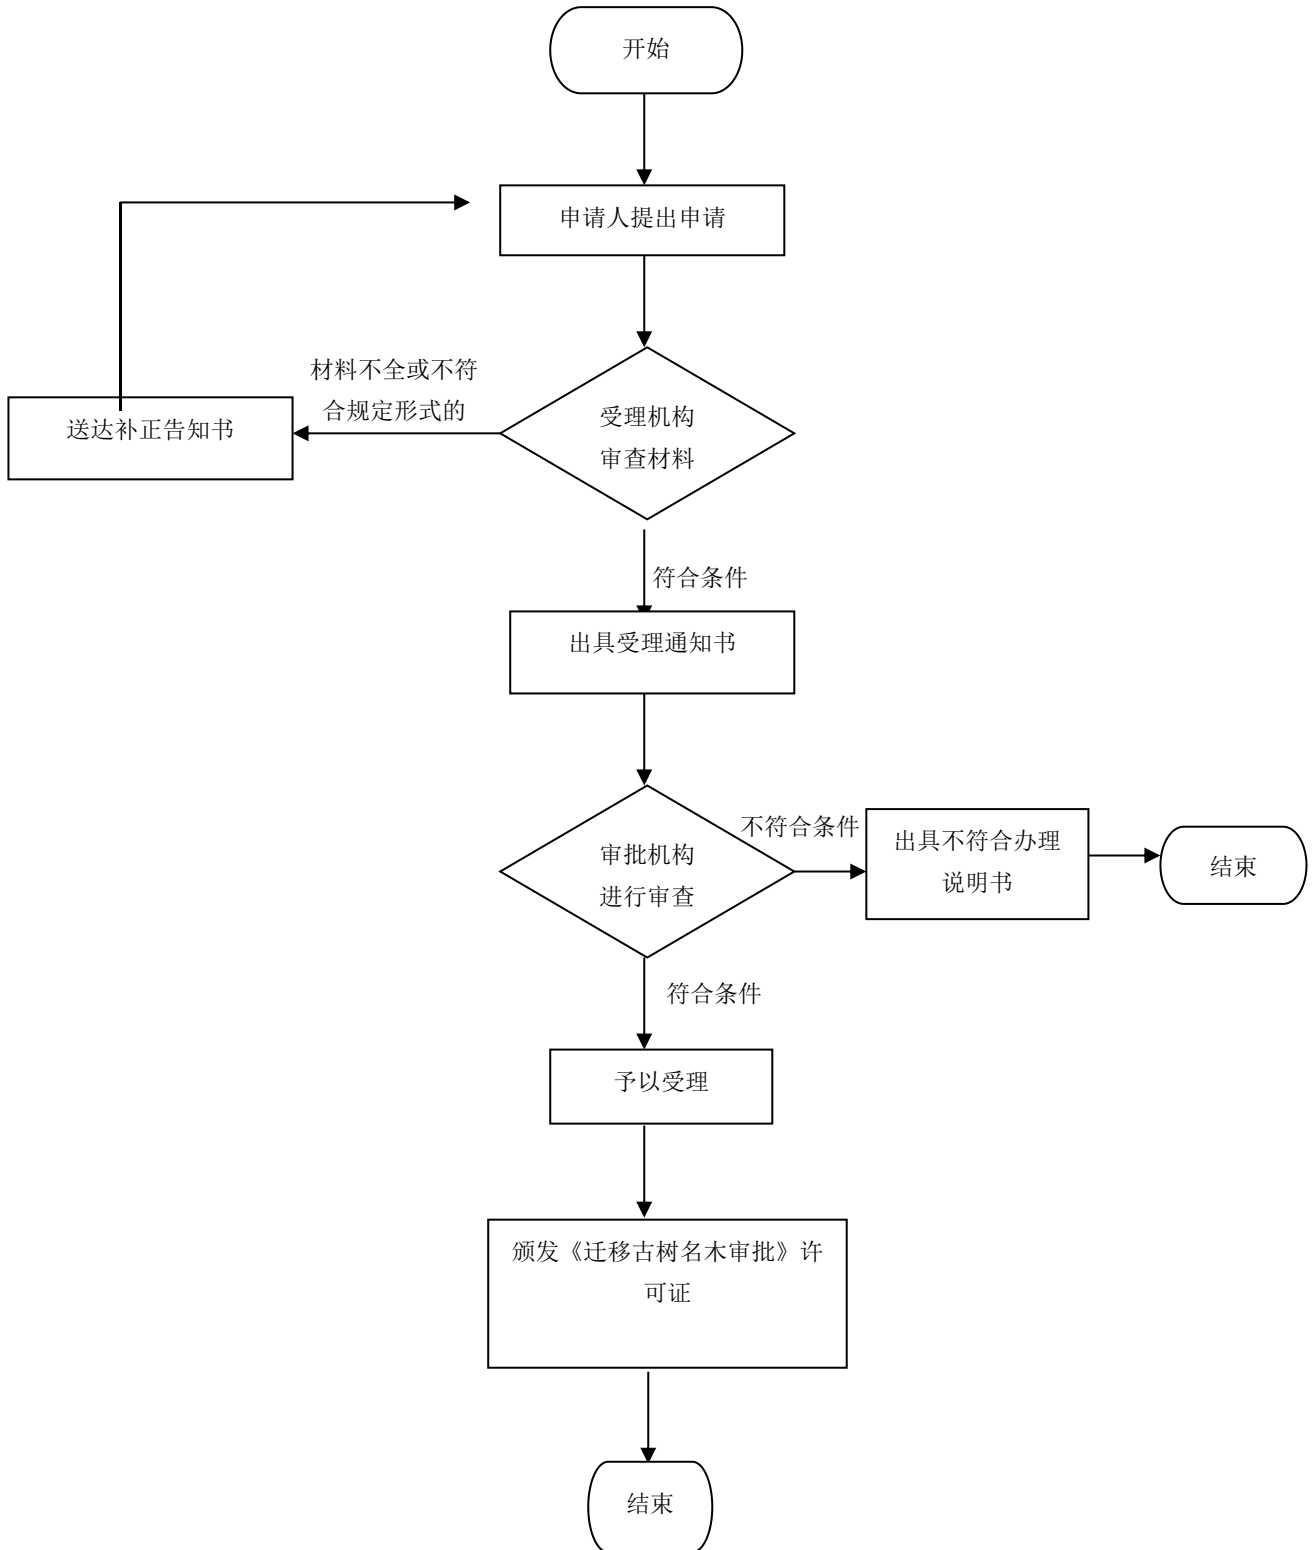 开始
申请人提出申请
材料不全或不符
合规定形式的
送达补正告知书
受理机构
审查材料
符合条件
出具受理通知书
审批机构
进行审查
不符合条件
出具不符合办理
说明书
结束
符合条件
予以受理
颁发《迁移古树名木审批》许
可证
结束